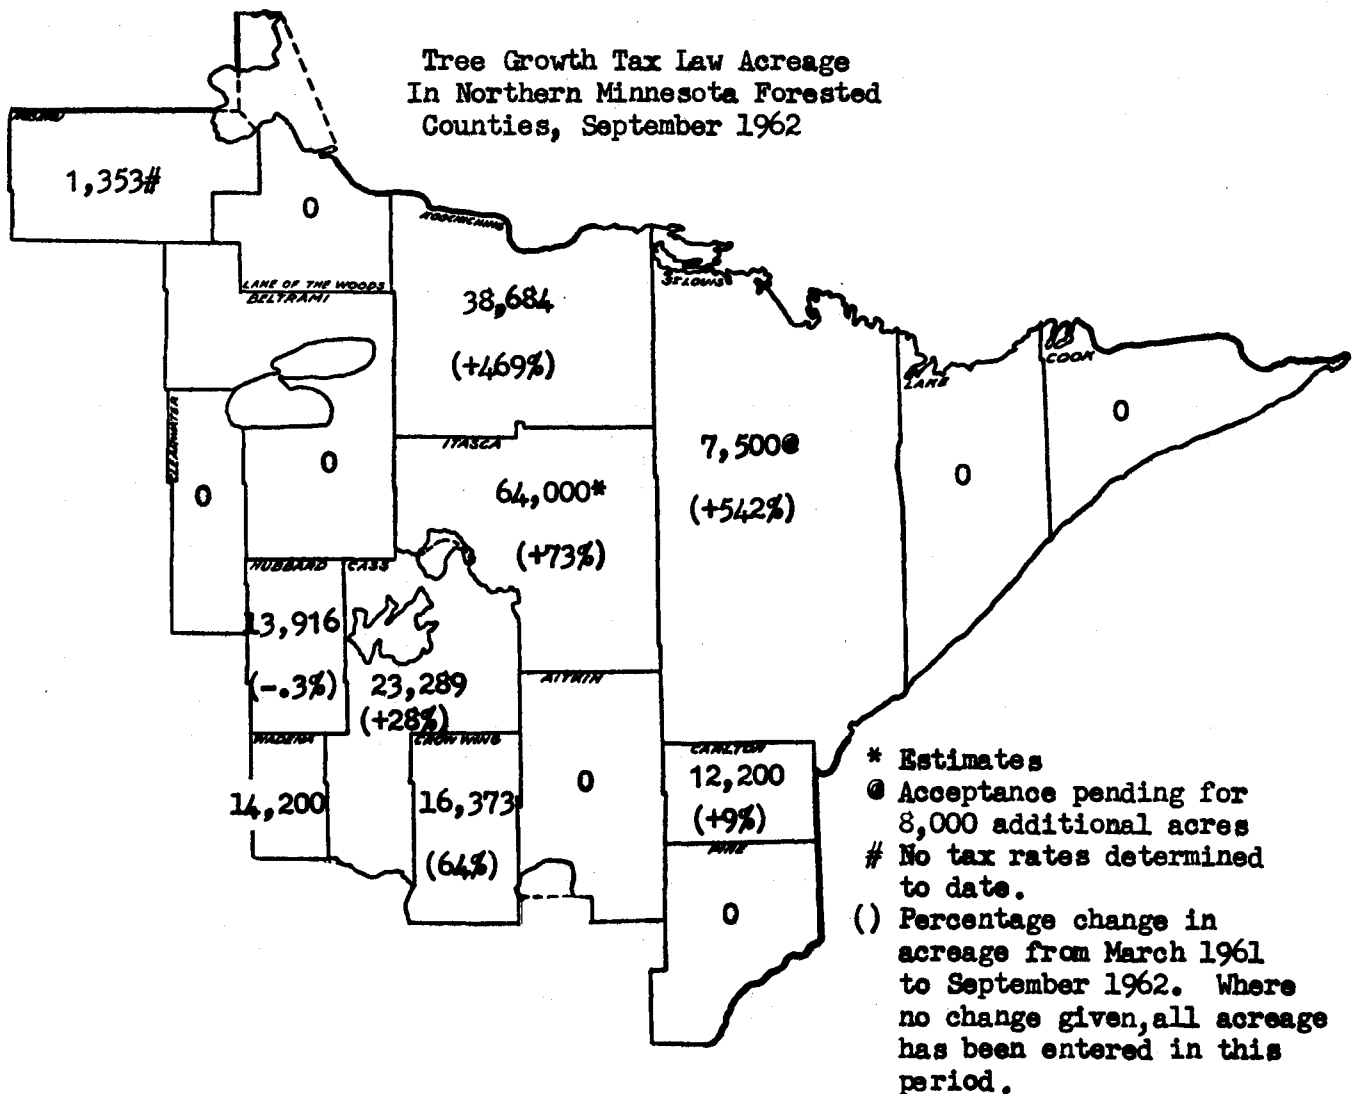 Tree Growth Tax Law Acreage
In Northern Minnesota Forested
Counties, September 1962
ROSEAU
1,353#
0
LAKE OF THE WOODS
BELTRAMI
0
KOOCHICHING
38,684
(+469%)
ST LOUIS
7,500@
(+542%)
LAKE
0
COOK
0
CLEARWATER
0
ITASCA
64,000*
(+73%)
HUBBARD
13,916
(-.3%)
CASS
23,289
(+28%)
WADENA
14,200
CROW WING
16,373
(64%)
AITKIN
0
CARLTON
12,200
(+9%)
PINE
0
* Estimates
@ Acceptance pending for
8,000 additional acres
# No tax rates determined
to date.
() Percentage change in
acreage from March 1961
to September 1962. Where
no change given,all acreage
has been entered in this
period.